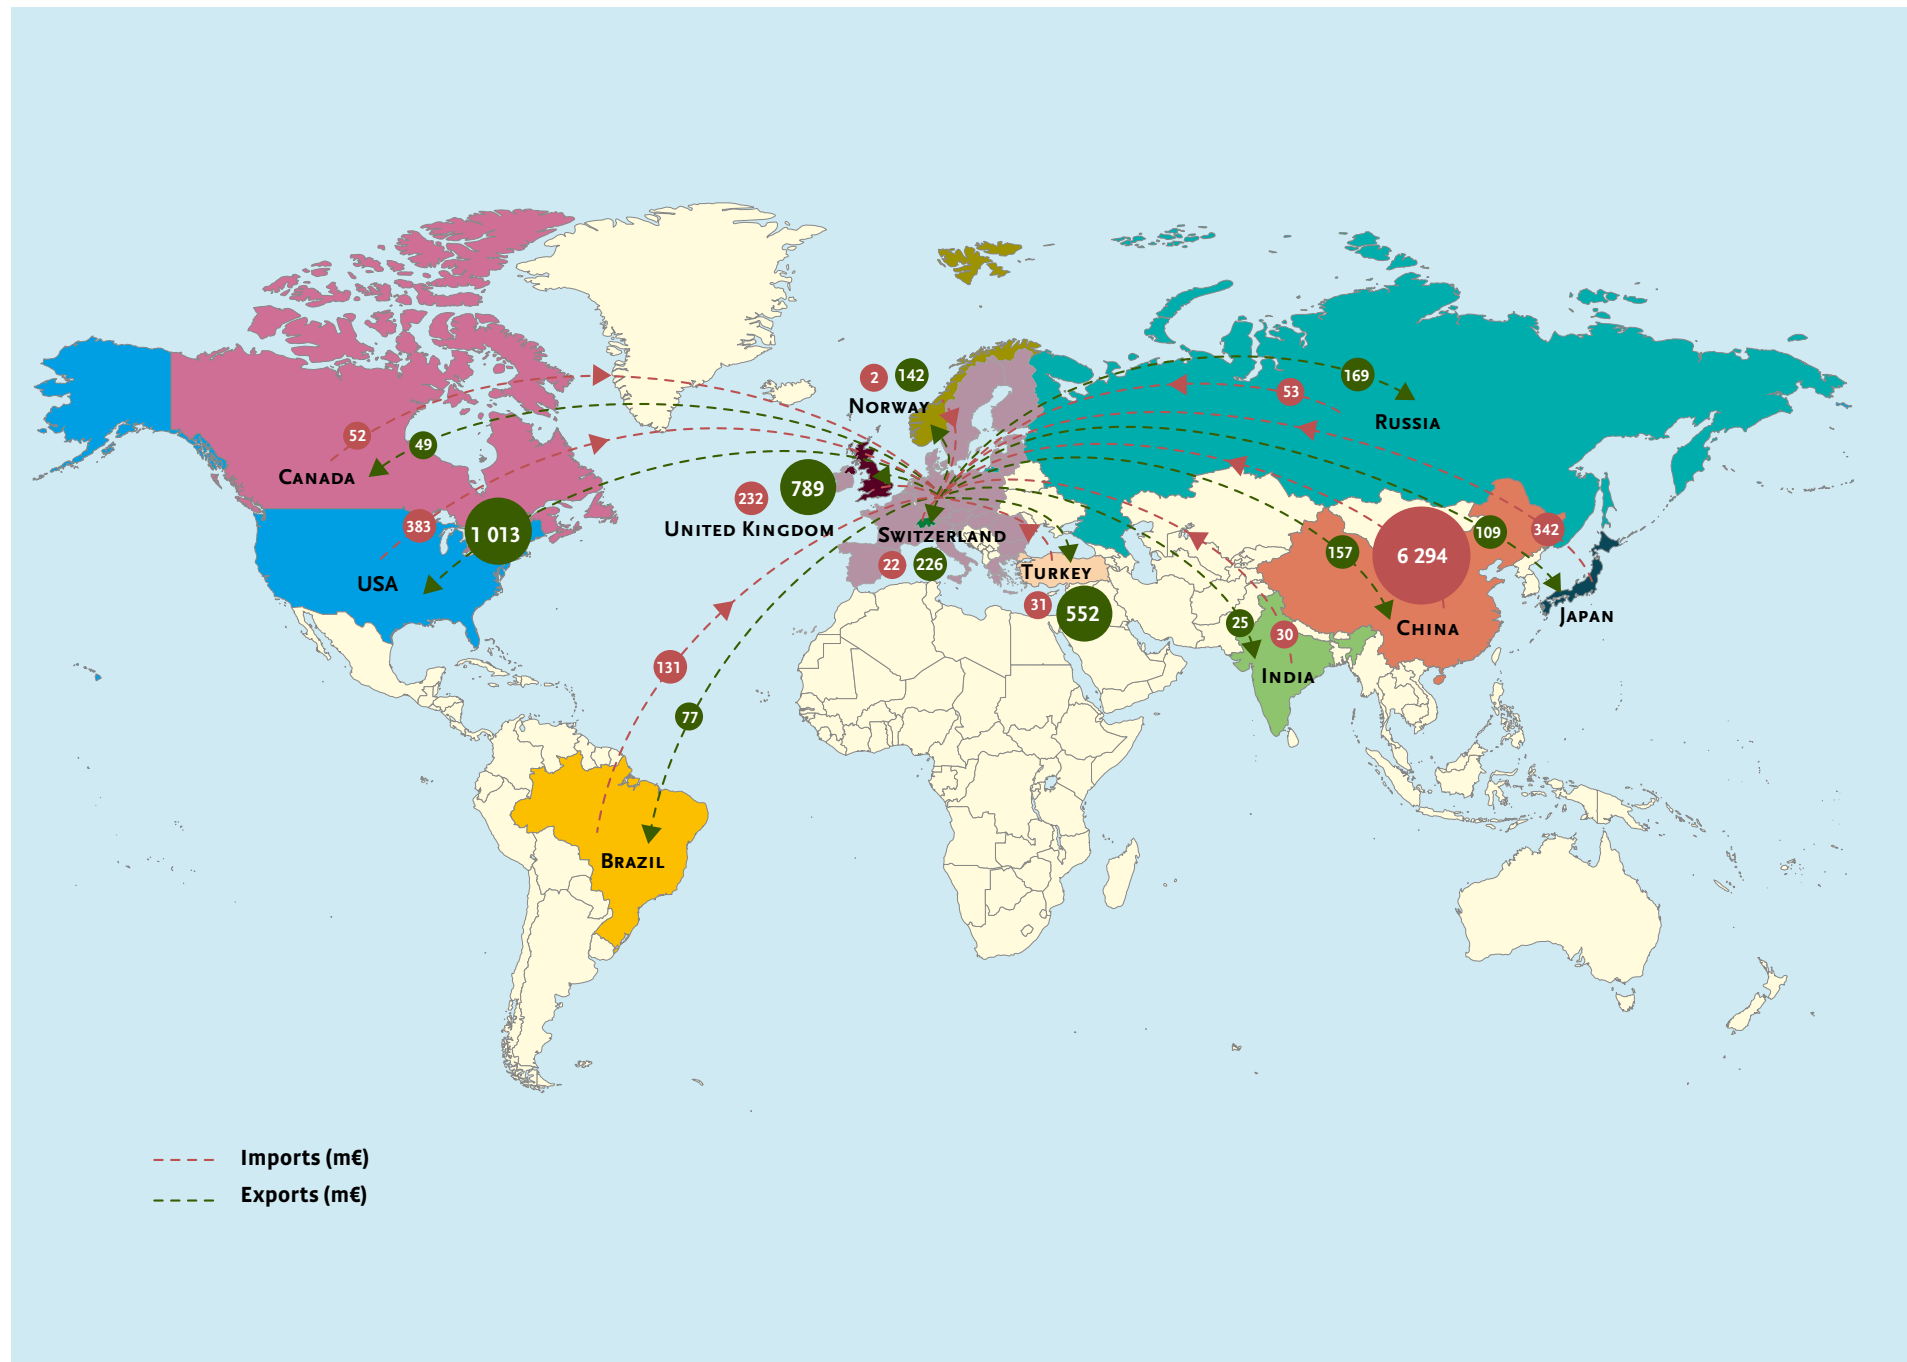 2
142
NORWAY
169
53
RUSSIA
52
49
CANADA
232
789
UNITED KINGDOM
383
1 013
USA
SWITZERLAND
22
226
TURKEY
31
552
342
109
157
6 294
JAPAN
CHINA
25
30
INDIA
131
77
BRAZIL
Imports (m€)
Exports (m€)